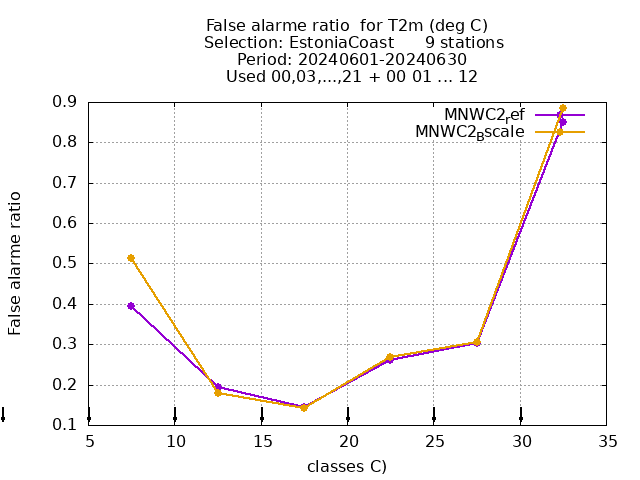 False alarme ratio  for T2m (deg C)
Selection: EstoniaCoast      9 stations
Period: 20240601-20240630
Used 00,03,...,21 + 00 01 ... 12
MNWC2ref
MNWC2Bscale
False alarme ratio
0.9
0.8
0.7
0.6
0.5
0.4
0.3
0.2
0.1
5 10 15 20 25 30 35
classes C)